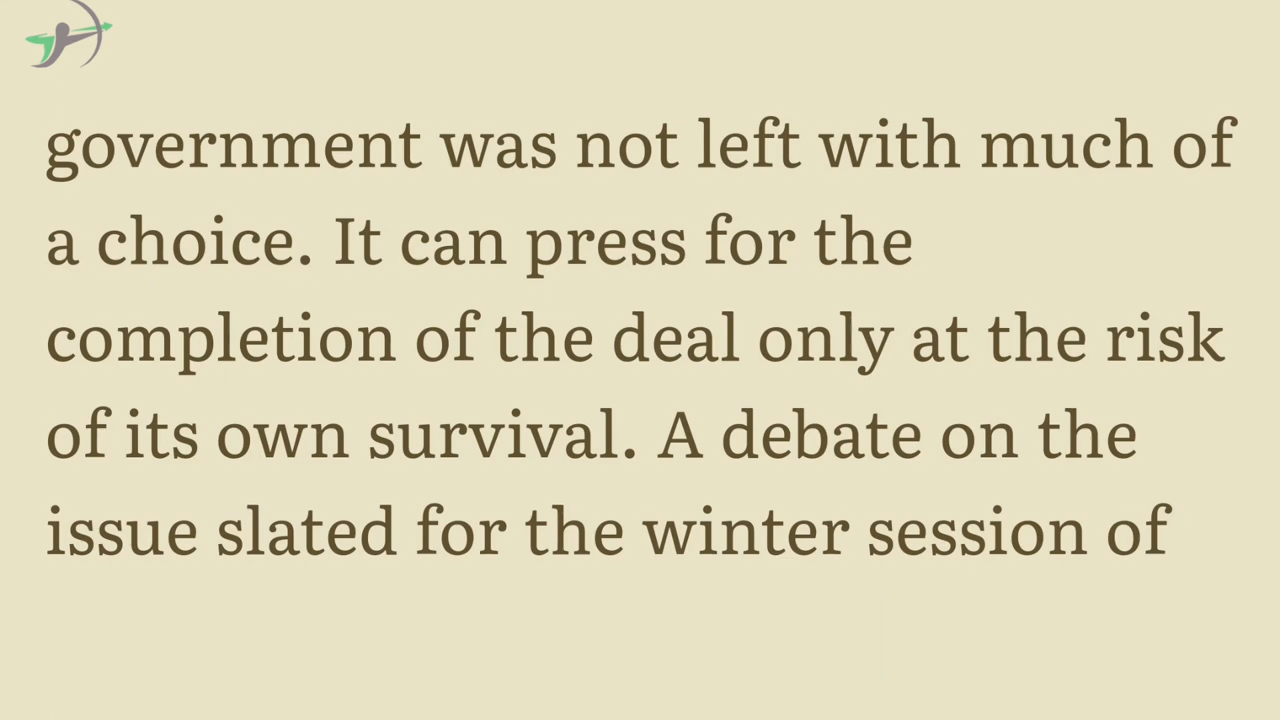 government was not left with much of
a choice. It can press for the
completion of the deal only at the risk
of its own survival. A debate on the
issue slated for the winter session of